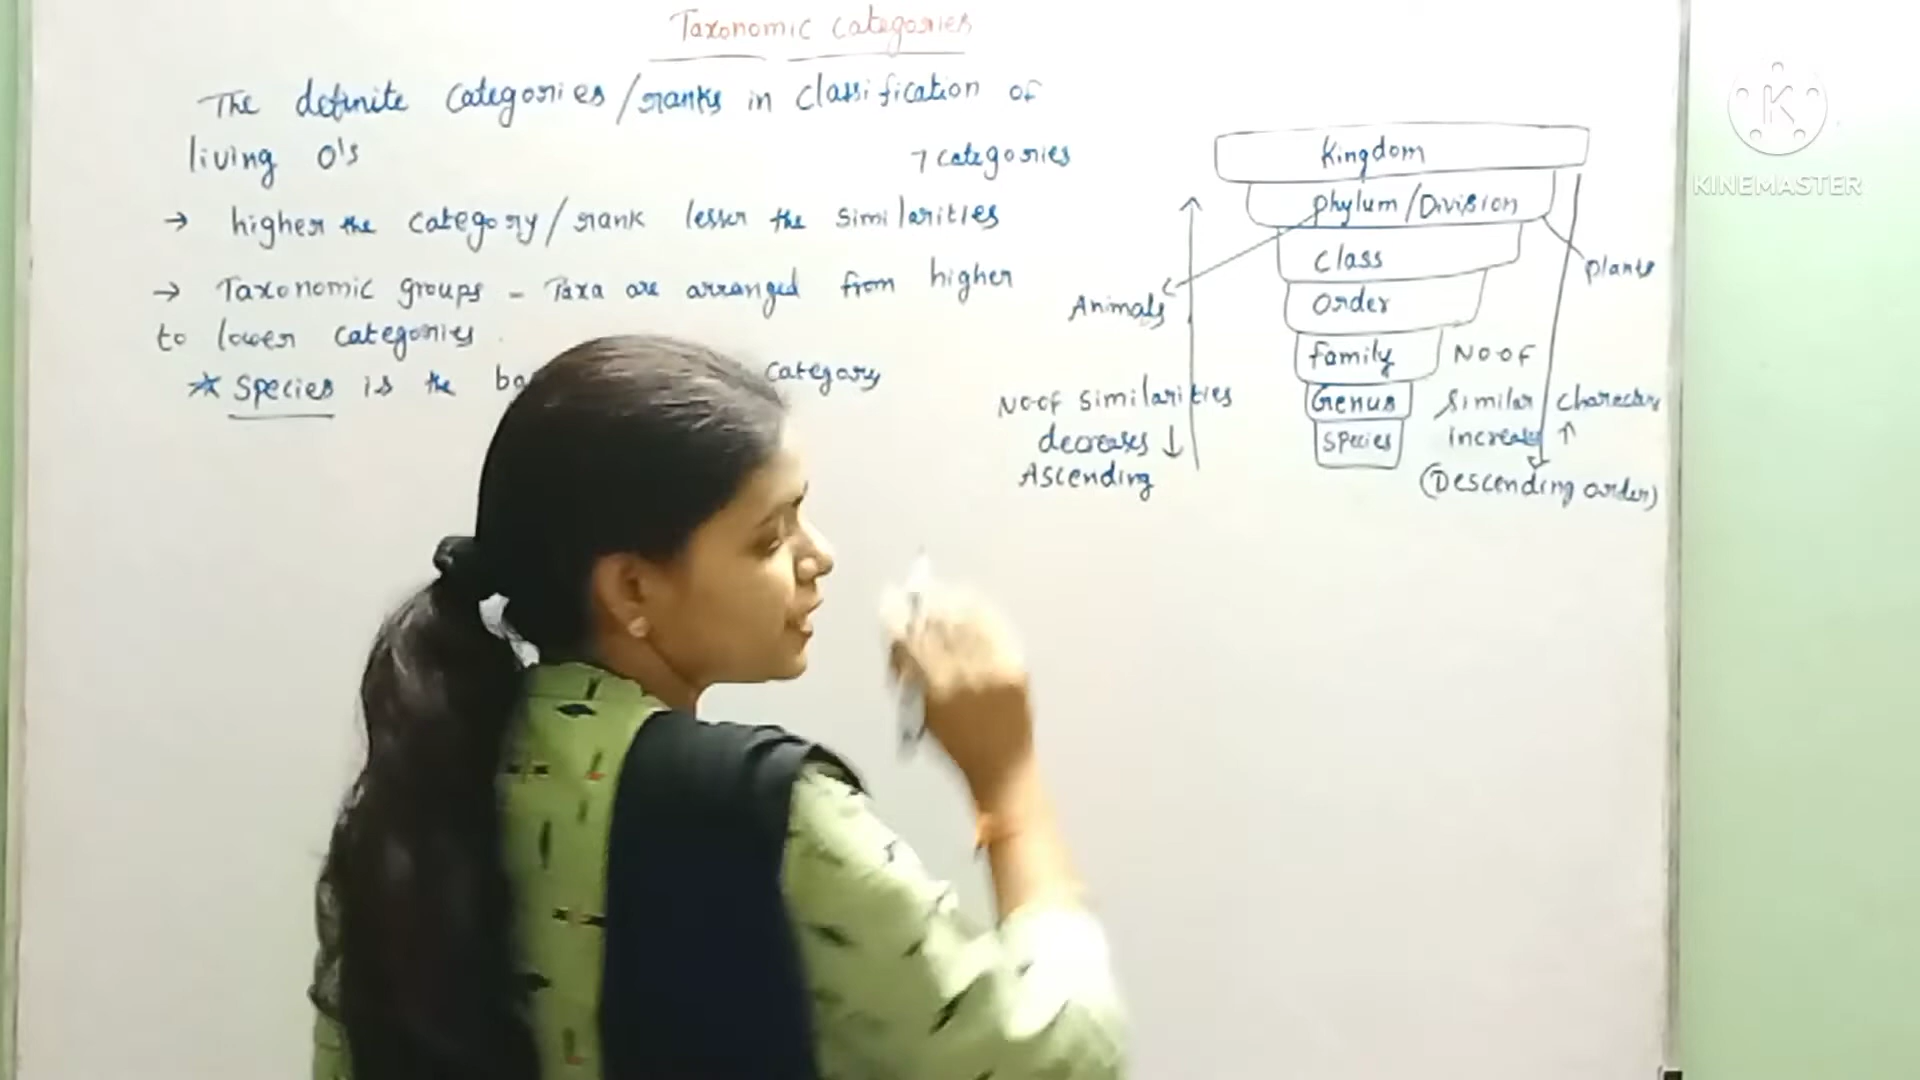 Taxonomic categories
The definite categories/ranks in classification of
living O's
7 categories
→ higher the category/rank lesser the similarities
→ Taxonomic groups - Taxa are arranged from higher
to lower categories.
★ Species is the category
Kingdom
phylum/Division
class
order
family
Genus
species
Animals
plants
No of similarities
decreases ↓
Ascending
No of
similar
increases ↑
(Descending order)
K
KINEMASTER